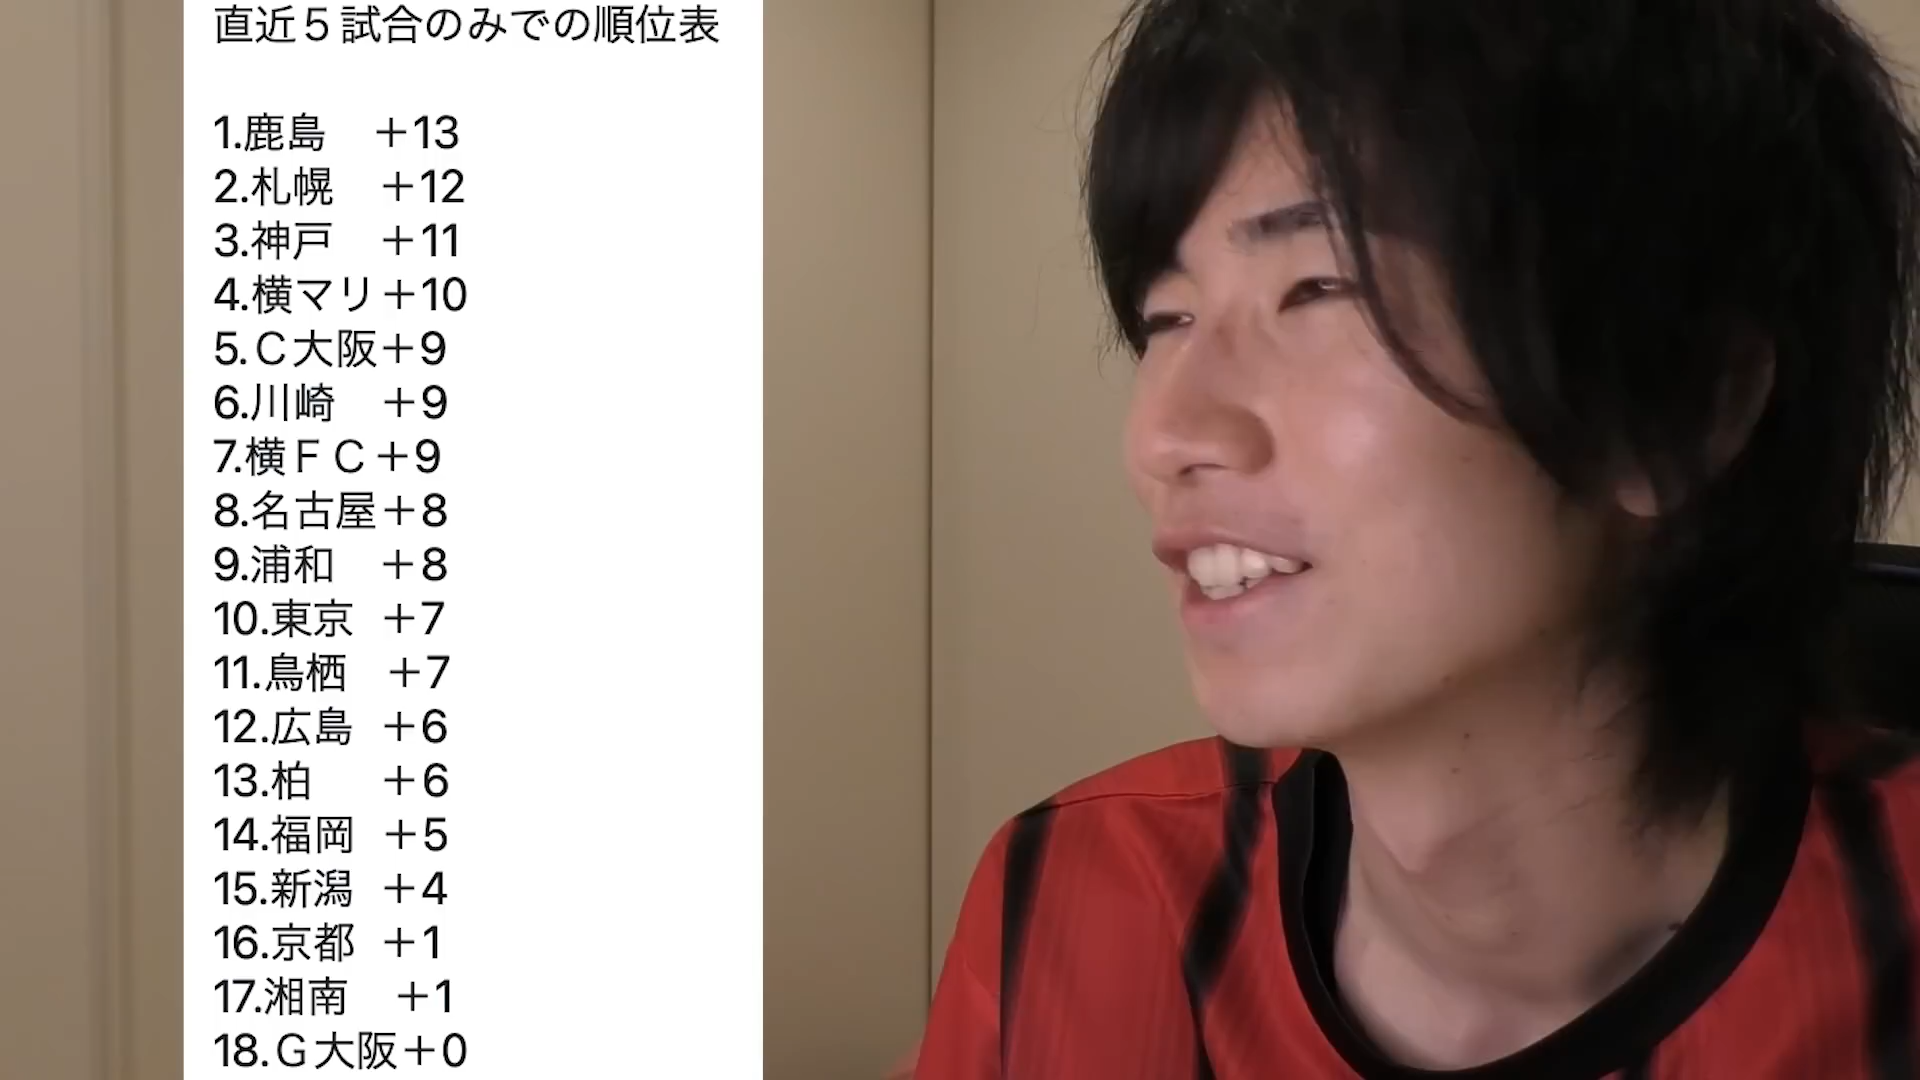 直近５試合のみでの順位表
1.鹿島　＋13
2.札幌　＋12
3.神戸　＋11
4.横マリ＋10
5.Ｃ大阪＋9
6.川崎　＋9
7.横ＦＣ＋9
8.名古屋＋8
9.浦和　＋8
10.東京　＋7
11.鳥栖　＋7
12.広島　＋6
13.柏　　＋6
14.福岡　＋5
15.新潟　＋4
16.京都　＋1
17.湘南　＋1
18.Ｇ大阪＋0